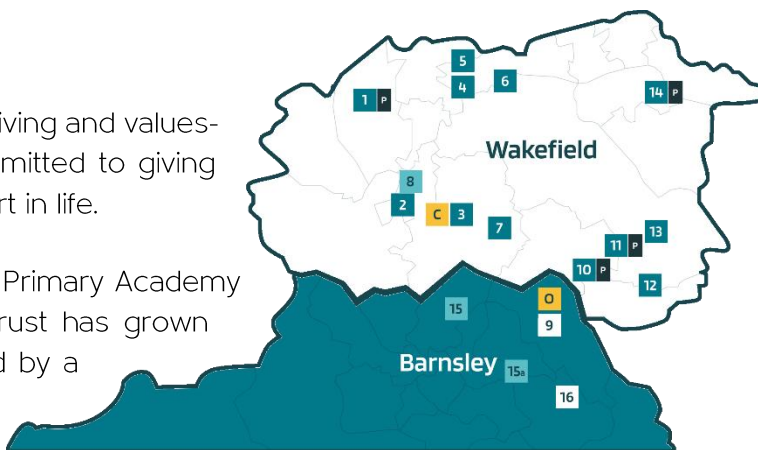 iving and values-
mitted to giving
rt in life.
Primary Academy
rust has grown
d by a
5
4
6
1 P
14 P
Wakefield
8
2
C 3
7
13
11 P
10 P
12
O
15
9
Barnsley
15a
16